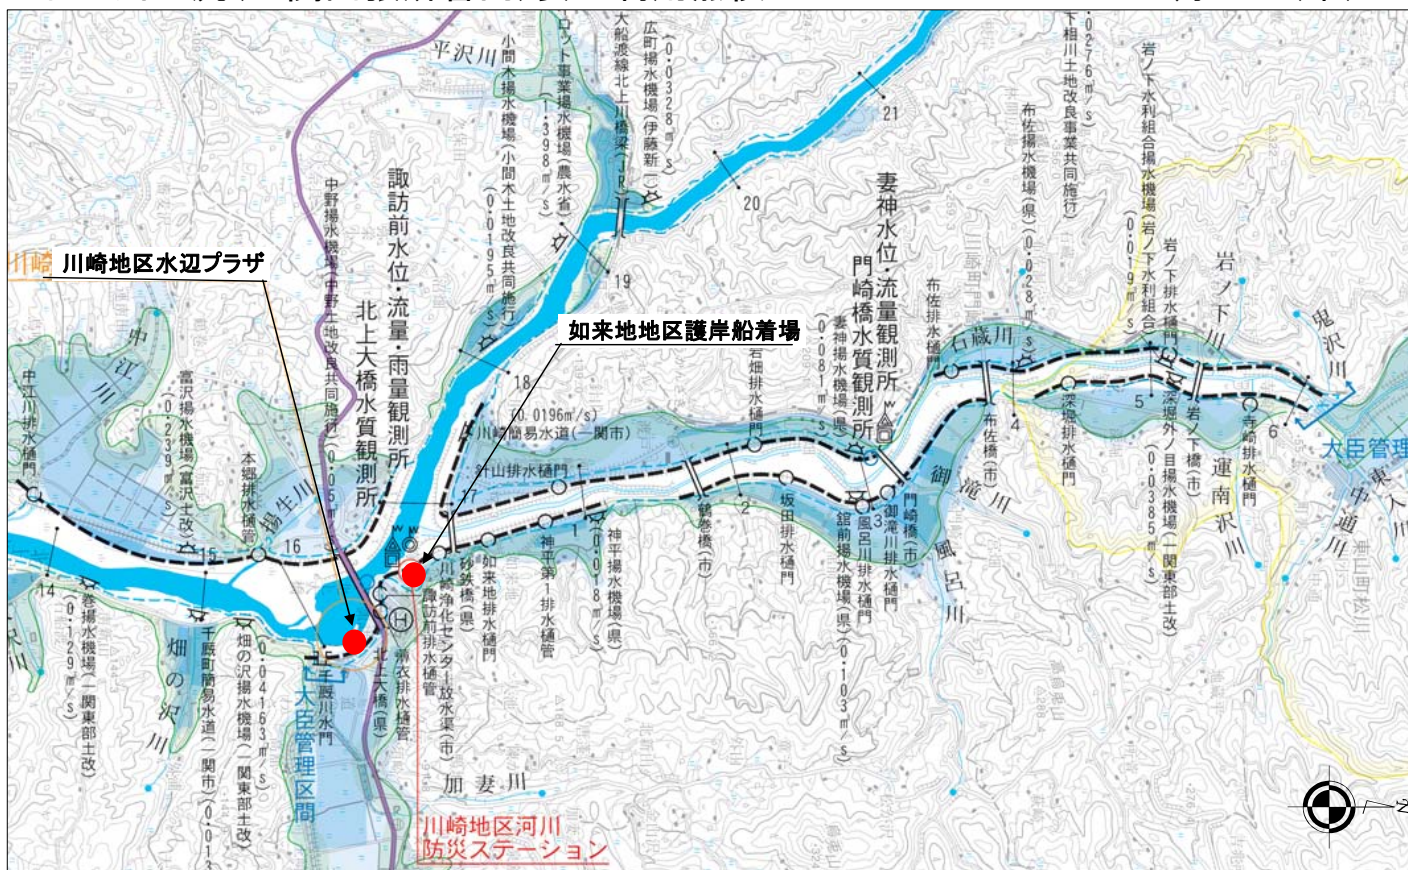 川崎地区水辺プラザ
如来地地区護岸船着場
川崎
平沢川
小間木揚水機場(小間木土地改良共同施行)
(0.0195㎥/s)
ロット事業揚水機場(農水省)
(1.398㎥/s)
大船渡線北上川橋梁(JR)
広町揚水機場(伊藤新一)
(0.0328㎥/s)
21
20
19
18
17
16
15
14
下相川土地改良事業共同施行)
0276㎥/s)
布佐揚水機場(県)(0.028㎥/s)
岩ノ下水利組合揚水機場(岩ノ下水利組合)
(0.019㎥/s)
岩ノ下排水樋門
岩ノ下川
鬼沢川
諏訪前水位・流量・雨量観測所
北上大橋水質観測所
中野揚水機場(中野土地改良共同施行)
妻神水位・流量観測所
門崎橋水質観測所
妻神揚水機場(県)
(0.081㎥/s)
布佐排水樋門
石蔵川
岩畑排水樋門
(0.0196㎥/s)
川崎簡易水道(一関市)
針山排水樋門
中江川
中江川排水樋門
富沢揚水機場(富沢土改)
(0.0239㎥/s)
本郷排水樋管
布佐橋(市)
4
深堀排水樋門
5
深堀外ノ目揚水機場(一関東部土改)
(0.0385㎥/s)
岩ノ下橋(市)
運南沢川
寺崎排水樋門
6
大臣管理
東入
中通川
御滝川
門崎橋(市)
御滝川排水樋門
3
風呂川
風呂川排水樋門
舘前揚水機場(県)(0.103㎥/s)
坂田排水樋門
2
鶴巻橋(市)
神平揚水機場(県)
(0.018㎥/s)
1
神平第1排水樋管
如来地排水樋門
砂鉄橋(県)
川崎浄化センター放水渠(市)
諏訪前排水樋管
薄衣排水樋管
北上大橋(県)
H
千厩川水門
大臣管理区間
畑の沢揚水機場(一関東部土改)
(0.04163㎥/s)
千厩町簡易水道(一関市)(0.013
畑の沢川
巻揚水機場(一関東部土改)
(0.129㎥/s)
加妻川
川崎地区河川
防災ステーション